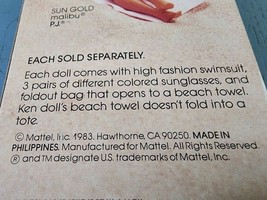 SUN GOLD
malibu®
P.J.®
EACH SOLD SEPARATELY.
Each doll comes with high fashion swimsuit,
3 pairs of different colored sunglasses, and
foldout bag that opens to a beach towel.
Ken doll's beach towel doesn't fold into a
tote.
© Mattel, Inc. 1983. Hawthorne, CA 90250. MADE IN
PHILIPPINES. Manufactured for Mattel. All Rights Reserved.
® and TM designate U.S. trademarks of Mattel, Inc.